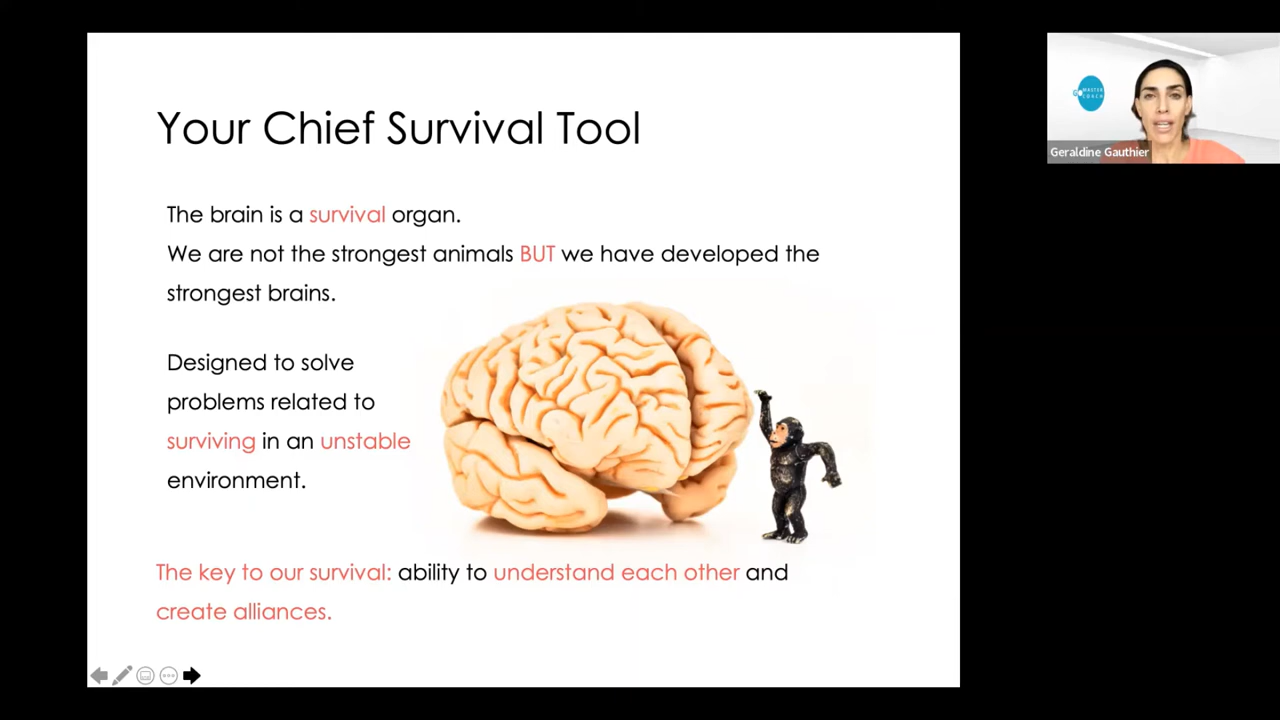 Your Chief Survival Tool
The brain is a survival organ.
We are not the strongest animals BUT we have developed the
strongest brains.
Designed to solve
problems related to
surviving in an unstable
environment.
The key to our survival: ability to understand each other and
create alliances.
MASTER
COACH
Geraldine Gauthier